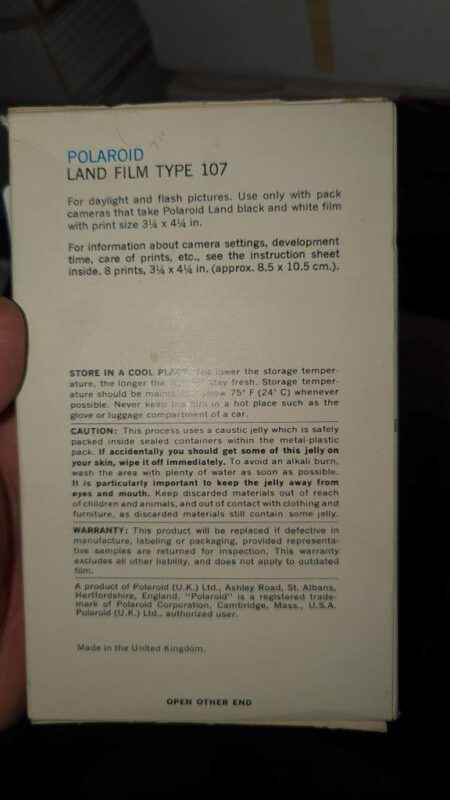 POLAROID
LAND FILM TYPE 107
For daylight and flash pictures. Use only with pack
cameras that take Polaroid Land black and white film
with print size 3¼ x 4¼ in.
For information about camera settings, development
time, care of prints, etc., see the instruction sheet
inside. 8 prints, 3¼ x 4¼ in. (approx. 8.5 x 10.5 cm.).
STORE IN A COOL PLACE. The lower the storage temper-
ature, the longer the stay fresh. Storage temper-
ature should be below 75° F (24° C) whenever
possible. Never keep the film in a hot place such as the
glove or luggage compartment of a car.
CAUTION: This process uses a caustic jelly which is safely
packed inside sealed containers within the metal-plastic
pack. If accidentally you should get some of this jelly on
your skin, wipe it off immediately. To avoid an alkali burn,
wash the area with plenty of water as soon as possible.
It is particularly important to keep the jelly away from
eyes and mouth. Keep discarded materials out of reach
of children and animals, and out of contact with clothing and
furniture, as discarded materials still contain some jelly.
WARRANTY: This product will be replaced if defective in
manufacture, labeling or packaging, provided representa-
tive samples are returned for inspection. This warranty
excludes all other liability, and does not apply to outdated
film.
A product of Polaroid (U.K.) Ltd., Ashley Road, St. Albans,
Hertfordshire, England. "Polaroid" is a registered trade-
mark of Polaroid Corporation, Cambridge, Mass., U.S.A.
Polaroid (U.K.) Ltd., authorized user.
Made in the United Kingdom.
OPEN OTHER END